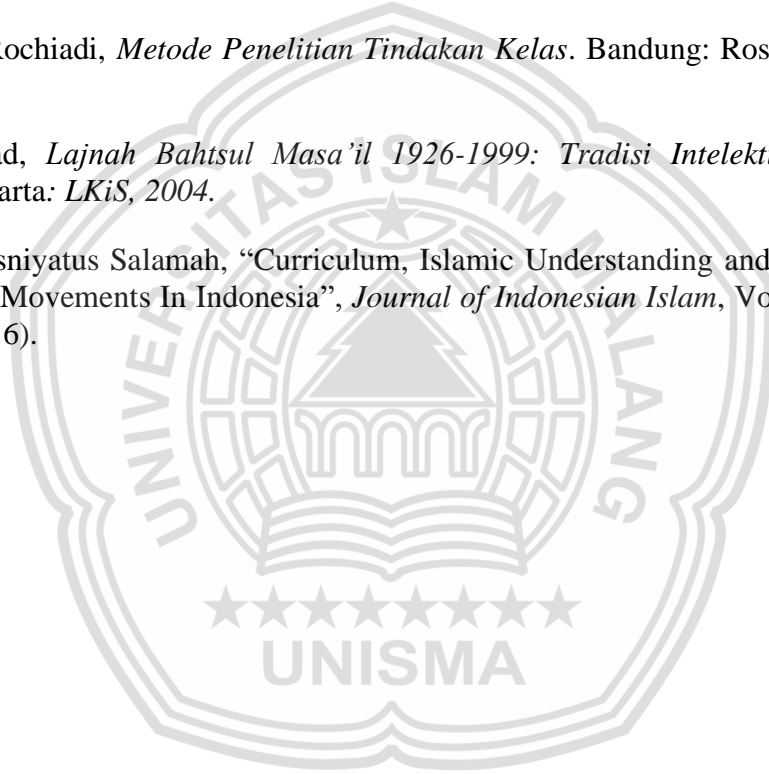 Rochiadi, Metode Penelitian Tindakan Kelas. Bandung: Ros
ad, Lajnah Bahtsul Masa’il 1926-1999: Tradisi Intelekt
arta: LKiS, 2004.
sniyatus Salamah, “Curriculum, Islamic Understanding and
Movements In Indonesia”, Journal of Indonesian Islam, Vo
6).
UNIVERSITAS ISLAM MALANG
UNISMA